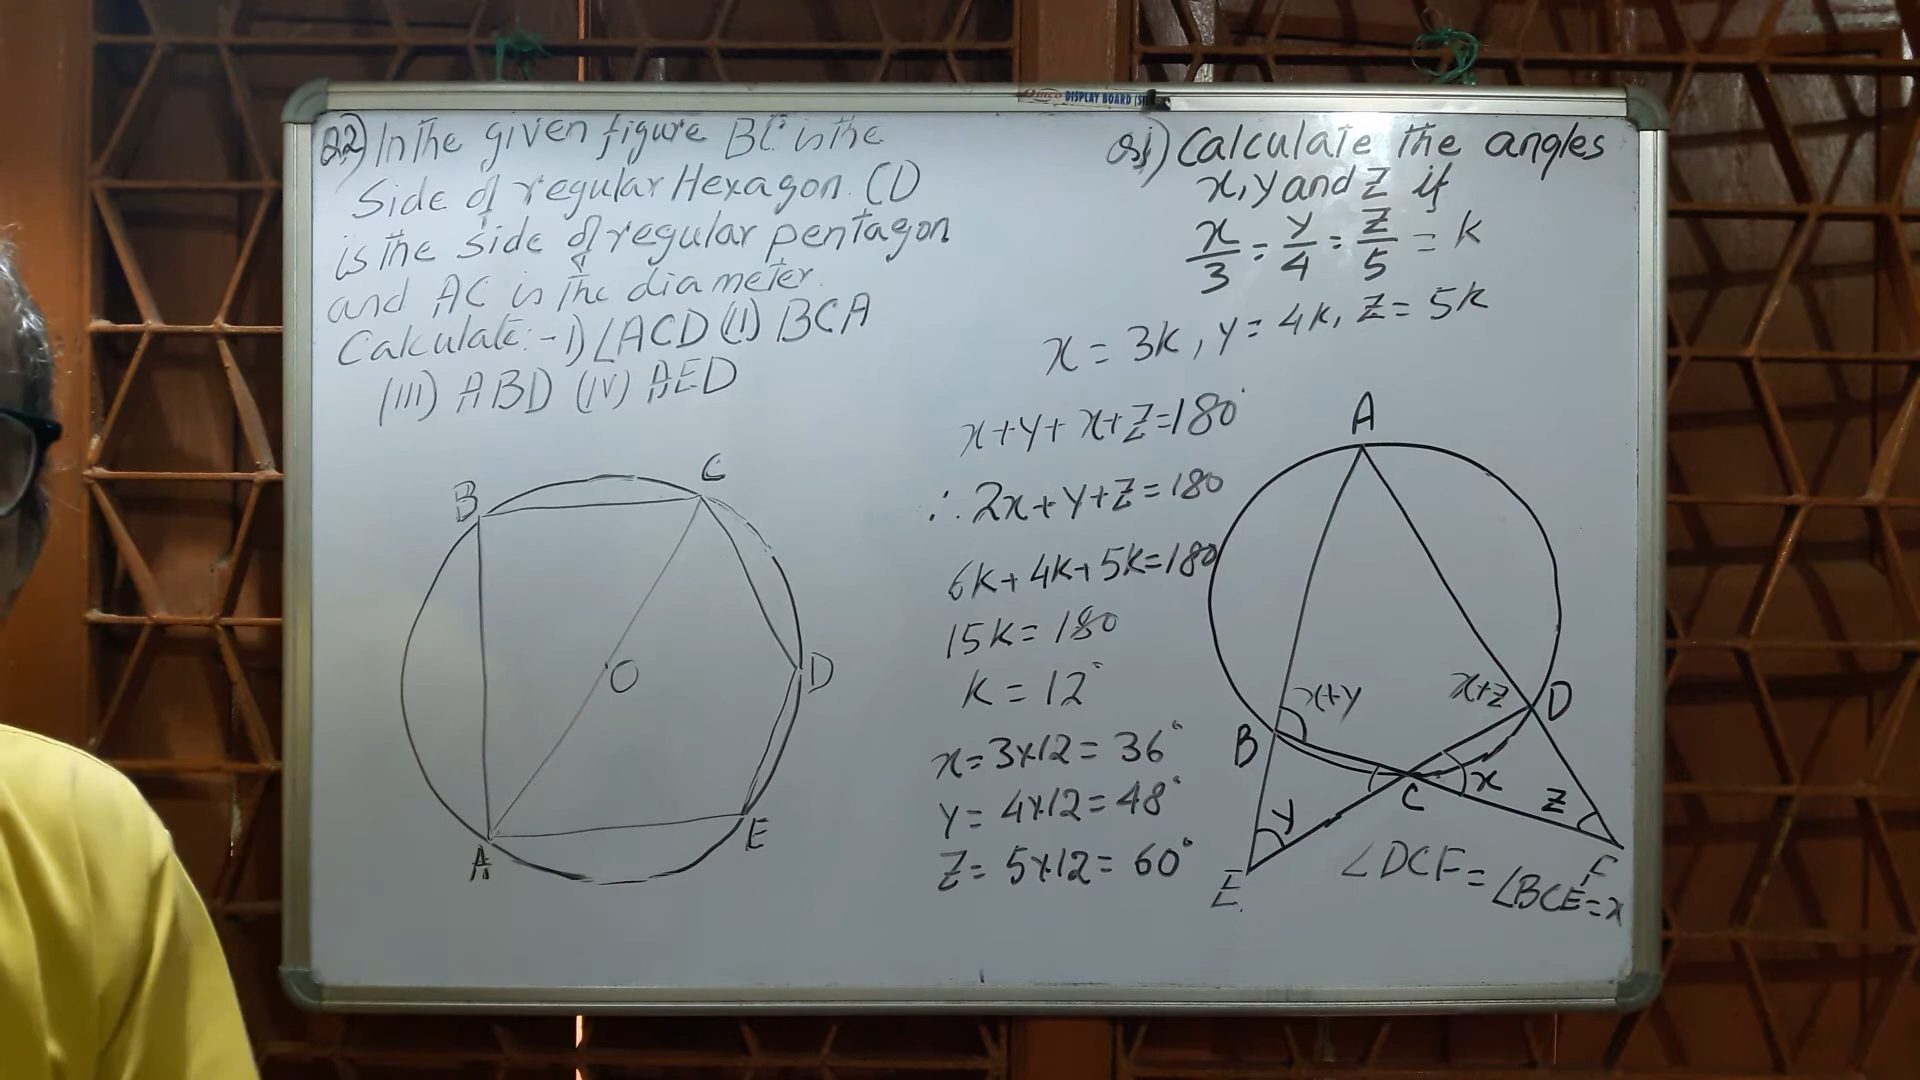 DISPLAY BOARD
Q2) In the given figure BC is the
side of regular Hexagon. CD
is the side of regular pentagon
and AC is the diameter.
Calculate:- I) ∠ACD (II) BCA
(III) ABD (IV) AED
B
C
O
D
A
E
Q1) Calculate the angles
x, y and z if
x/3 = y/4 = z/5 = k
x = 3k, y = 4k, z = 5k
x+y+x+z=180°
∴ 2x+y+z=180
6k+4k+5k=180
15k=180
k=12°
x=3×12=36°
y=4×12=48°
z=5×12=60°
A
x+y
x+z
D
B
C
x
z
y
E
F
∠DCF=∠BCE=x